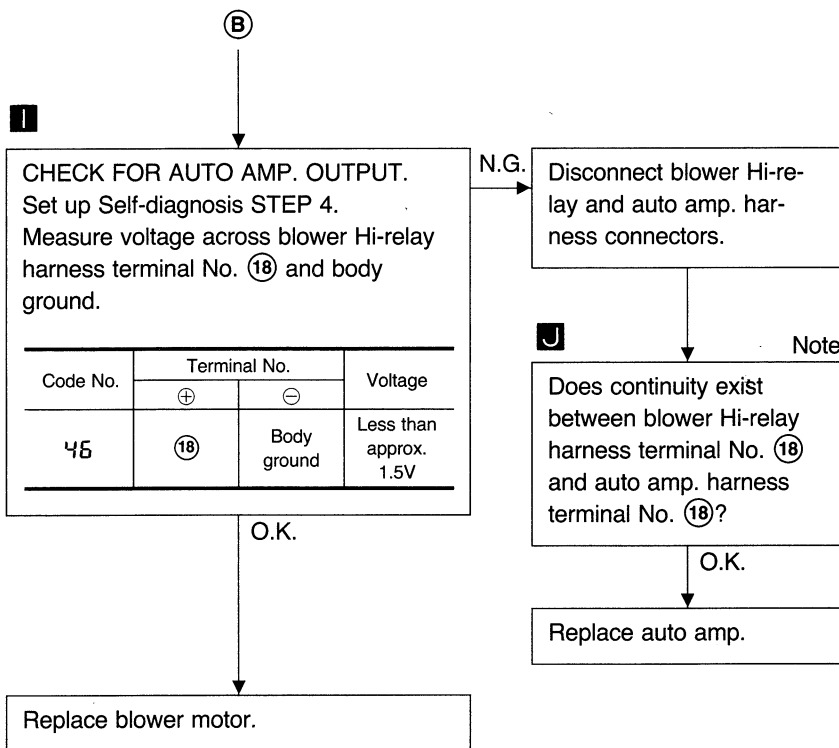 B
I
CHECK FOR AUTO AMP. OUTPUT.
Set up Self-diagnosis STEP 4.
Measure voltage across blower Hi-relay
harness terminal No. 18 and body
ground.
Code No.
Terminal No.
Voltage
⊕ ⊖
46
18
Body
ground
Less than
approx.
1.5V
O.K.
Replace blower motor.
N.G.
Disconnect blower Hi-re-
lay and auto amp. har-
ness connectors.
J
Note
Does continuity exist
between blower Hi-relay
harness terminal No. 18
and auto amp. harness
terminal No. 18?
O.K.
Replace auto amp.